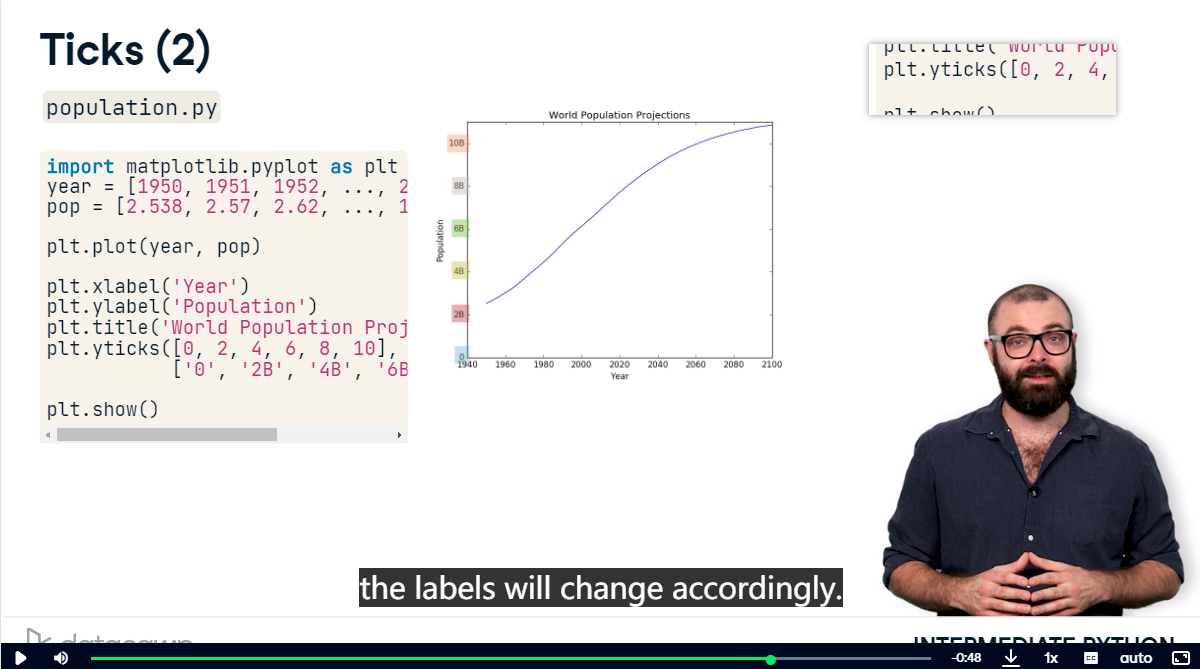 Ticks (2)
population.py
import matplotlib.pyplot as plt
year = [1950, 1951, 1952, ..., 2
pop = [2.538, 2.57, 2.62, ..., 1
plt.plot(year, pop)
plt.xlabel('Year')
plt.ylabel('Population')
plt.title('World Population Proj
plt.yticks([0, 2, 4, 6, 8, 10],
['0', '2B', '4B', '6B
plt.show()
World Population Projections
10B
8B
6B
4B
2B
0
Population
1940 1960 1980 2000 2020 2040 2060 2080 2100
Year
plt.title('World Popu
plt.yticks([0, 2, 4,
plt.show()
the labels will change accordingly.
datacamp
INTERMEDIATE PYTHON
-0:48
1x
CC
auto